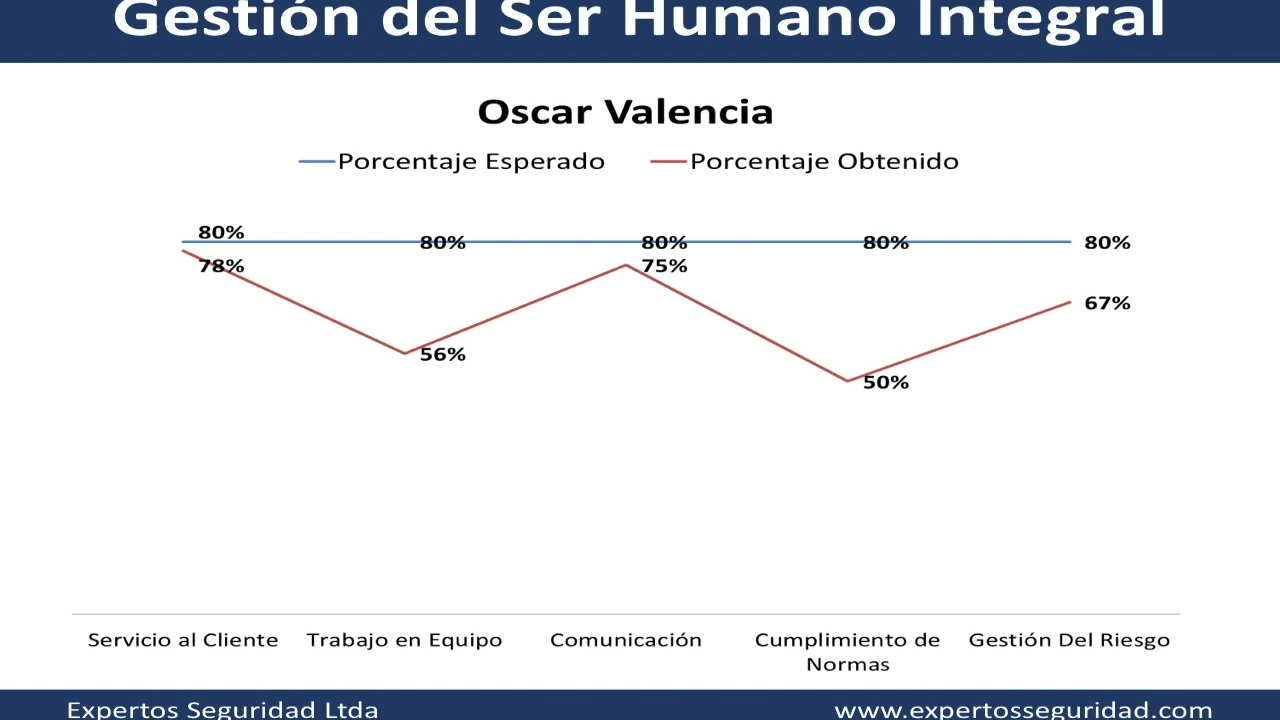 Gestión del Ser Humano Integral
Oscar Valencia
Porcentaje Esperado Porcentaje Obtenido
80% 80% 80% 80% 80%
78% 56% 75% 50% 67%
Servicio al Cliente Trabajo en Equipo Comunicación Cumplimiento de Normas Gestión Del Riesgo
Expertos Seguridad Ltda www.expertosseguridad.com